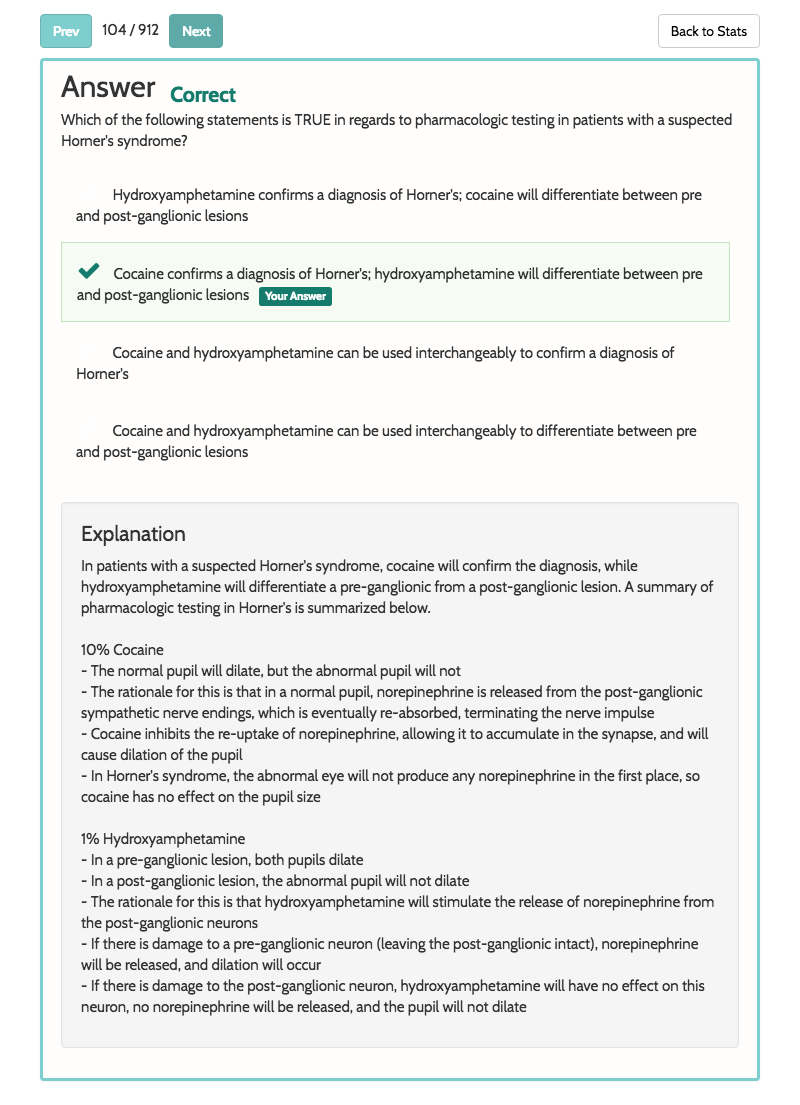 Prev 104 / 912 Next Back to Stats
Answer Correct
Which of the following statements is TRUE in regards to pharmacologic testing in patients with a suspected
Horner's syndrome?
Hydroxyamphetamine confirms a diagnosis of Horner's; cocaine will differentiate between pre
and post-ganglionic lesions
Cocaine confirms a diagnosis of Horner's; hydroxyamphetamine will differentiate between pre
and post-ganglionic lesions Your Answer
Cocaine and hydroxyamphetamine can be used interchangeably to confirm a diagnosis of
Horner's
Cocaine and hydroxyamphetamine can be used interchangeably to differentiate between pre
and post-ganglionic lesions
Explanation
In patients with a suspected Horner's syndrome, cocaine will confirm the diagnosis, while
hydroxyamphetamine will differentiate a pre-ganglionic from a post-ganglionic lesion. A summary of
pharmacologic testing in Horner's is summarized below.
10% Cocaine
- The normal pupil will dilate, but the abnormal pupil will not
- The rationale for this is that in a normal pupil, norepinephrine is released from the post-ganglionic
sympathetic nerve endings, which is eventually re-absorbed, terminating the nerve impulse
- Cocaine inhibits the re-uptake of norepinephrine, allowing it to accumulate in the synapse, and will
cause dilation of the pupil
- In Horner's syndrome, the abnormal eye will not produce any norepinephrine in the first place, so
cocaine has no effect on the pupil size
1% Hydroxyamphetamine
- In a pre-ganglionic lesion, both pupils dilate
- In a post-ganglionic lesion, the abnormal pupil will not dilate
- The rationale for this is that hydroxyamphetamine will stimulate the release of norepinephrine from
the post-ganglionic neurons
- If there is damage to a pre-ganglionic neuron (leaving the post-ganglionic intact), norepinephrine
will be released, and dilation will occur
- If there is damage to the post-ganglionic neuron, hydroxyamphetamine will have no effect on this
neuron, no norepinephrine will be released, and the pupil will not dilate